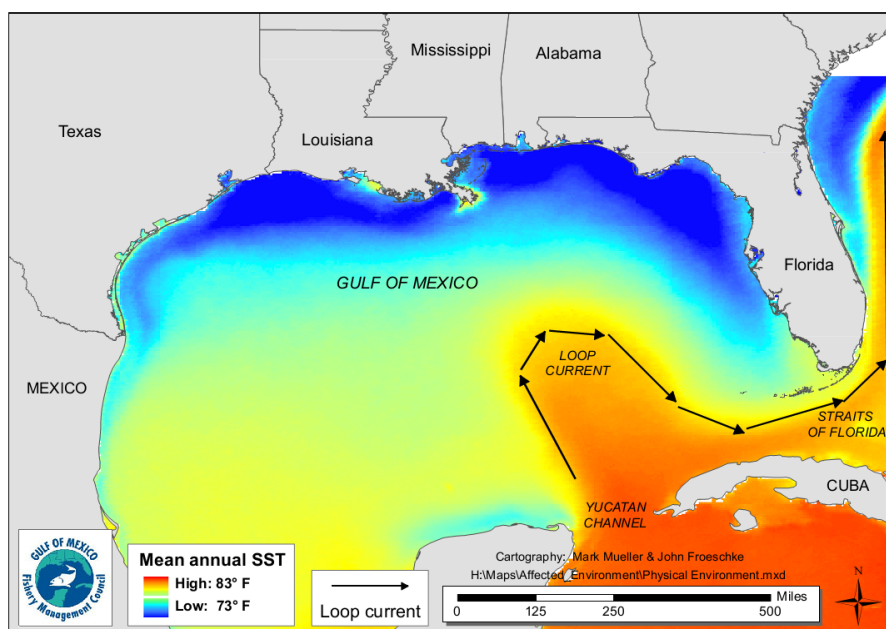 Mississippi
Alabama
Texas
Louisiana
GULF OF MEXICO
Florida
LOOP
CURRENT
MEXICO
STRAITS
OF FLORIDA
CUBA
YUCATAN
CHANNEL
GULF OF MEXICO
Fishery Management Council
Mean annual SST
High: 83° F
Low: 73° F
Loop current
Cartography: Mark Mueller & John Froeschke
H:\Maps\Affected_Environment\Physical Environment.mxd
Miles
0 125 250 500
N